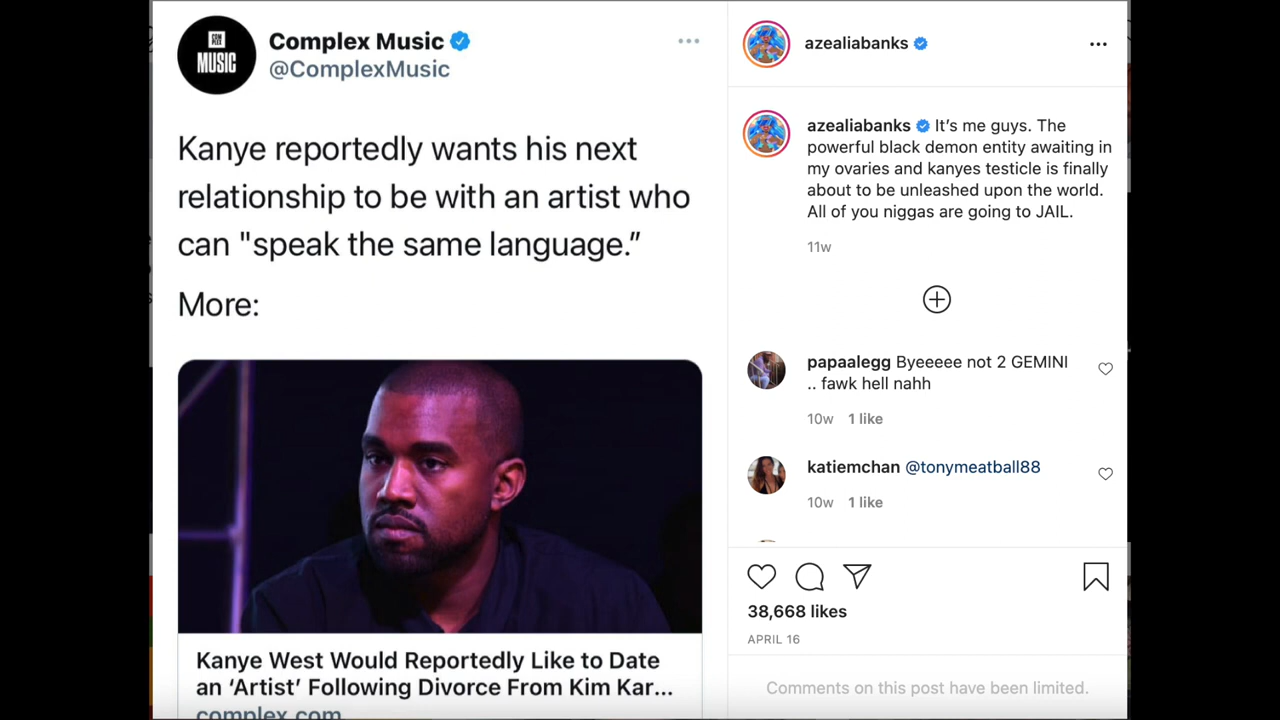 COM
PLEX
MUSIC
Complex Music
@ComplexMusic
Kanye reportedly wants his next
relationship to be with an artist who
can "speak the same language.”
More:
Kanye West Would Reportedly Like to Date
an ‘Artist’ Following Divorce From Kim Kar...
complex.com
azealiabanks
azealiabanks It’s me guys. The
powerful black demon entity awaiting in
my ovaries and kanyes testicle is finally
about to be unleashed upon the world.
All of you niggas are going to JAIL.
11w
papaalegg Byeeeee not 2 GEMINI
.. fawk hell nahh
10w 1 like
katiemchan @tonymeatball88
10w 1 like
38,668 likes
APRIL 16
Comments on this post have been limited.